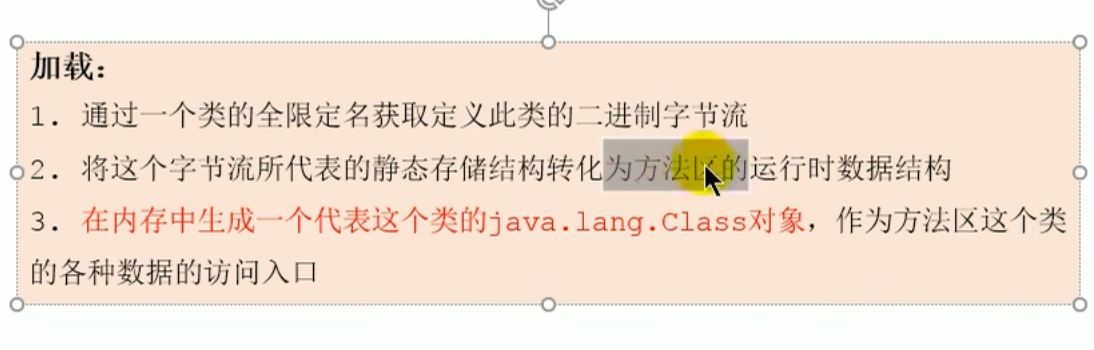 加载：
1. 通过一个类的全限定名获取定义此类的二进制字节流
2. 将这个字节流所代表的静态存储结构转化为方法区的运行时数据结构
3. 在内存中生成一个代表这个类的java.lang.Class对象，作为方法区这个类
的各种数据的访问入口